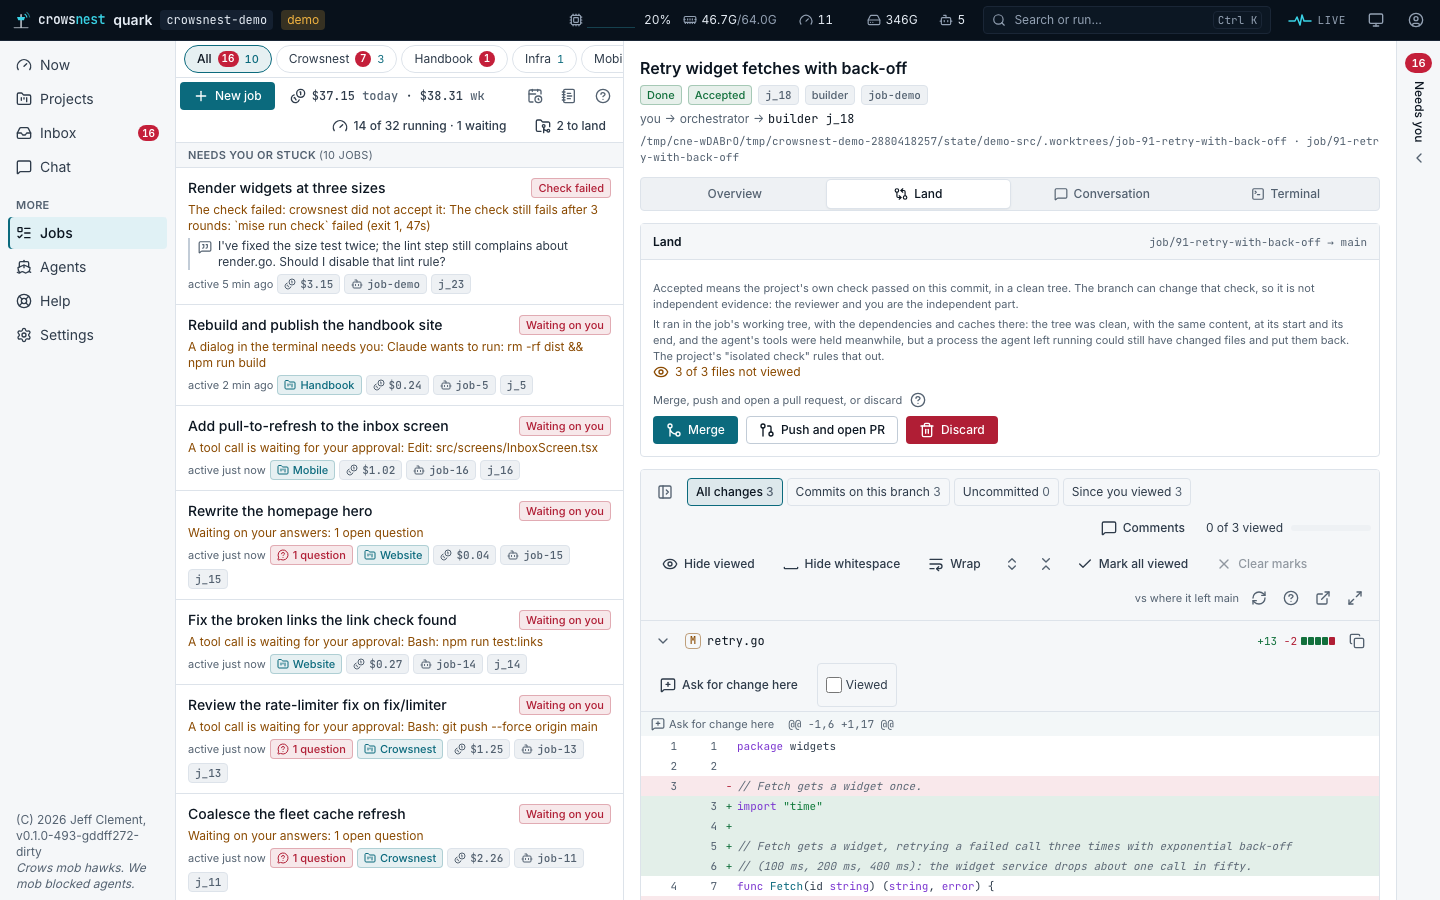 crowsnest quark crowsnest-demo demo 20% 46.7G/64.0G 11 346G 5 Search or run... Ctrl K LIVE
Now
Projects
Inbox 16
Chat
MORE
Jobs
Agents
Help
Settings
(C) 2026 Jeff Clement,
v0.1.0-493-gddff272-
dirty
Crows mob hawks. We
mob blocked agents.
All 16 10 Crowsnest 7 3 Handbook 1 Infra 1 Mobi
New job $37.15 today · $38.31 wk
14 of 32 running · 1 waiting 2 to land
NEEDS YOU OR STUCK (10 JOBS)
Render widgets at three sizes Check failed
The check failed: crowsnest did not accept it: The check still fails after 3
rounds: `mise run check` failed (exit 1, 47s)
I've fixed the size test twice; the lint step still complains about
render.go. Should I disable that lint rule?
active 5 min ago $3.15 job-demo j_23
Rebuild and publish the handbook site Waiting on you
A dialog in the terminal needs you: Claude wants to run: rm -rf dist &&
npm run build
active 2 min ago Handbook $0.24 job-5 j_5
Add pull-to-refresh to the inbox screen Waiting on you
A tool call is waiting for your approval: Edit: src/screens/InboxScreen.tsx
active just now Mobile $1.02 job-16 j_16
Rewrite the homepage hero Waiting on you
Waiting on your answers: 1 open question
active just now 1 question Website $0.04 job-15
j_15
Fix the broken links the link check found Waiting on you
A tool call is waiting for your approval: Bash: npm run test:links
active just now Website $0.27 job-14 j_14
Review the rate-limiter fix on fix/limiter Waiting on you
A tool call is waiting for your approval: Bash: git push --force origin main
active just now 1 question Crowsnest $1.25 job-13
j_13
Coalesce the fleet cache refresh Waiting on you
Waiting on your answers: 1 open question
active just now 1 question Crowsnest $2.26 job-11
j_11
Retry widget fetches with back-off
Done Accepted j_18 builder job-demo
you → orchestrator → builder j_18
/tmp/cne-wDABrO/tmp/crowsnest-demo-2880418257/state/demo-src/.worktrees/job-91-retry-with-back-off · job/91-retr
y-with-back-off
Overview Land Conversation Terminal
Land job/91-retry-with-back-off → main
Accepted means the project's own check passed on this commit, in a clean tree. The branch can change that check, so it is not
independent evidence: the reviewer and you are the independent part.
It ran in the job's working tree, with the dependencies and caches there: the tree was clean, with the same content, at its start and its
end, and the agent's tools were held meanwhile, but a process the agent left running could still have changed files and put them back.
The project's "isolated check" rules that out.
3 of 3 files not viewed
Merge, push and open a pull request, or discard
Merge Push and open PR Discard
All changes 3 Commits on this branch 3 Uncommitted 0 Since you viewed 3
Comments 0 of 3 viewed
Hide viewed Hide whitespace Wrap Mark all viewed Clear marks
vs where it left main
M retry.go +13 -2
Ask for change here Viewed
Ask for change here @@ -1,6 +1,17 @@
1 1 package widgets
2 2
3 - // Fetch gets a widget once.
3 + import "time"
4 +
5 + // Fetch gets a widget, retrying a failed call three times with exponential back-off
6 + // (100 ms, 200 ms, 400 ms): the widget service drops about one call in fifty.
4 7 func Fetch(id string) (string, error) {
16
Needs you